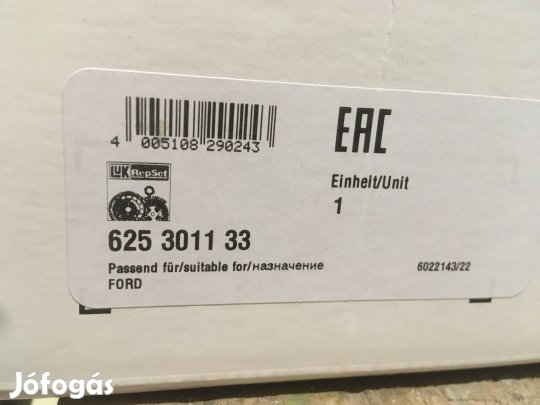 4 005108 290243
EAC
LuK RepSet
Einheit/Unit
1
625 3011 33
Passend für/suitable for/назначение
FORD
6022143/22
Jófogás